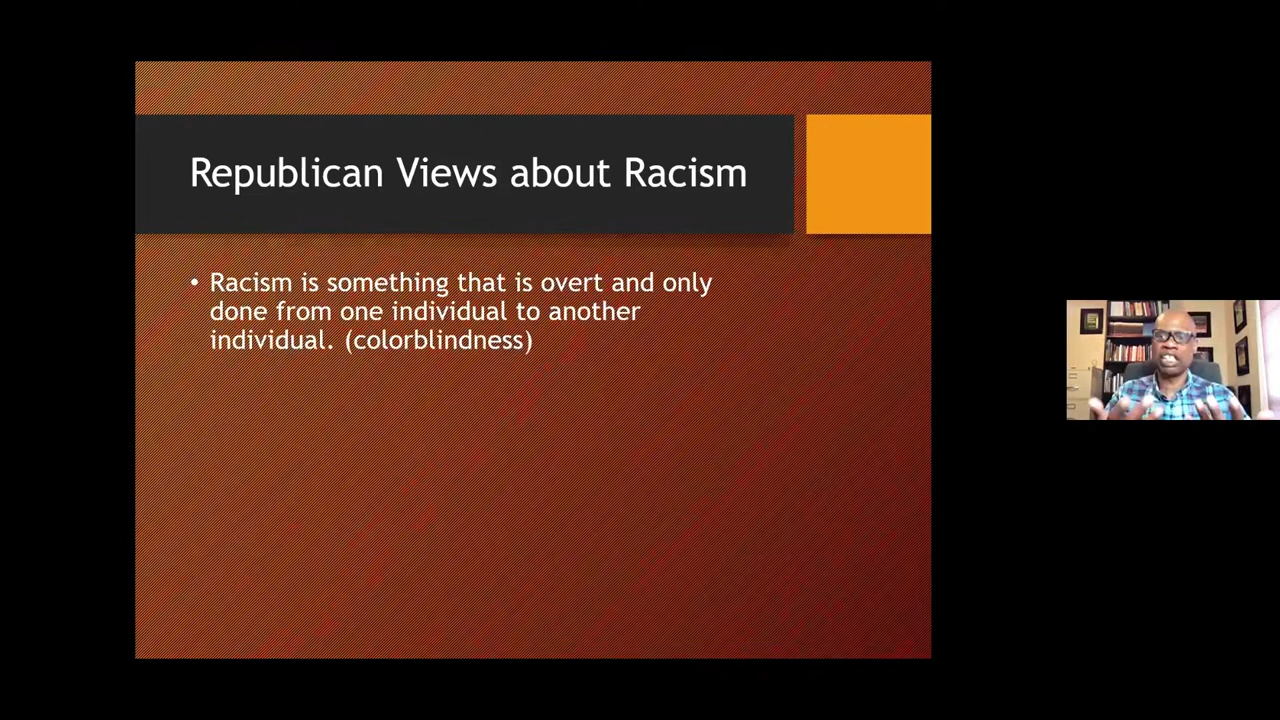 Republican Views about Racism
• Racism is something that is overt and only
done from one individual to another
individual. (colorblindness)